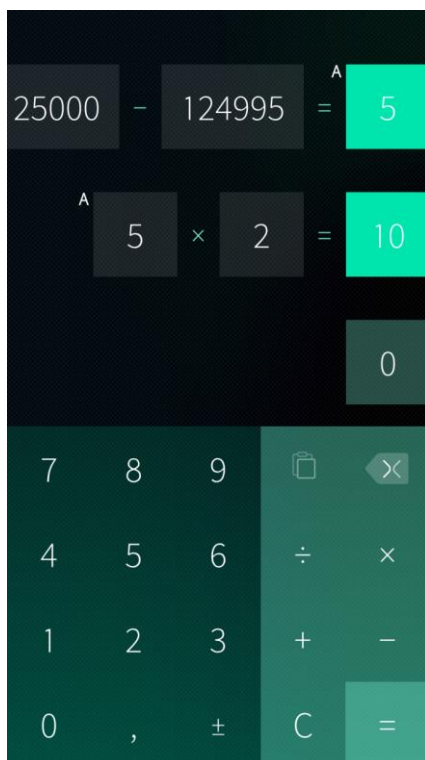 A
25000 − 124995 = 5
A
5 × 2 = 10
0
7 8 9
4 5 6 ÷ ×
1 2 3 + −
0 , ± C =